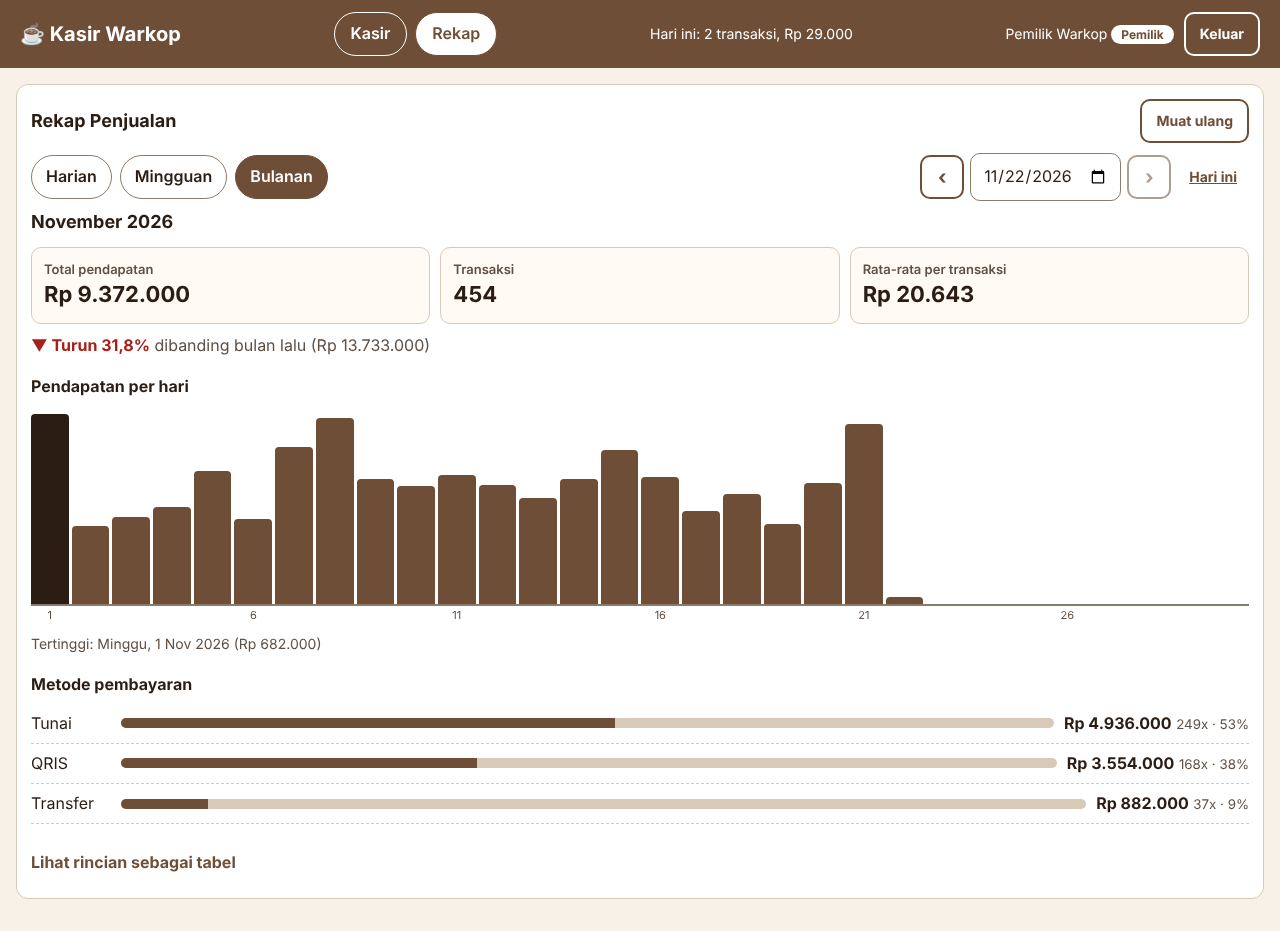 ☕ Kasir Warkop
Kasir
Rekap
Hari ini: 2 transaksi, Rp 29.000
Pemilik Warkop Pemilik
Keluar
Rekap Penjualan
Muat ulang
Harian
Mingguan
Bulanan
‹
11/22/2026
›
Hari ini
November 2026
Total pendapatan
Rp 9.372.000
Transaksi
454
Rata-rata per transaksi
Rp 20.643
▼ Turun 31,8% dibanding bulan lalu (Rp 13.733.000)
Pendapatan per hari
1 6 11 16 21 26
Tertinggi: Minggu, 1 Nov 2026 (Rp 682.000)
Metode pembayaran
Tunai Rp 4.936.000 249x · 53%
QRIS Rp 3.554.000 168x · 38%
Transfer Rp 882.000 37x · 9%
Lihat rincian sebagai tabel